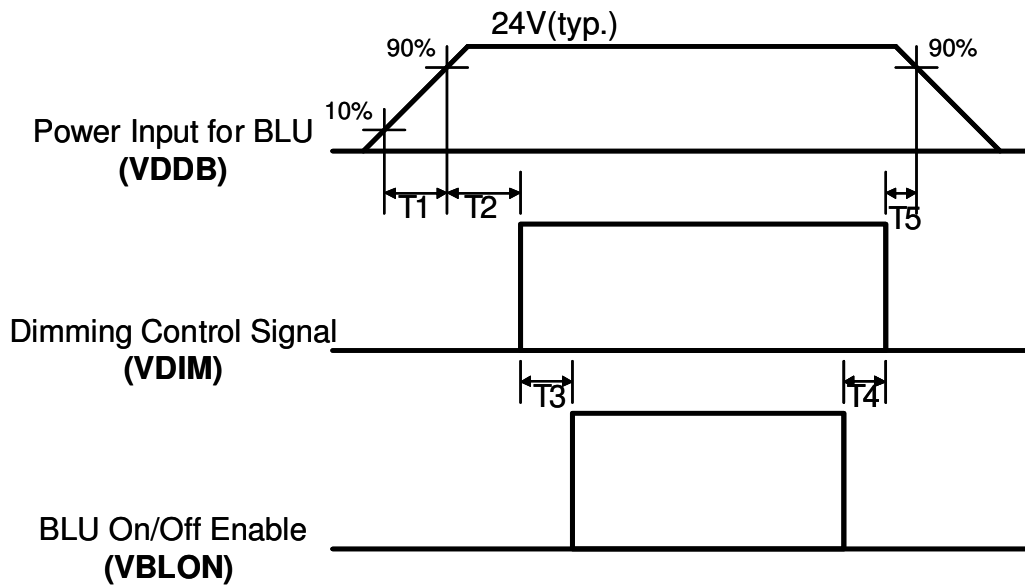 24V(typ.)
90%
90%
10%
Power Input for BLU
(VDDB)
T1
T2
T5
Dimming Control Signal
(VDIM)
T3
T4
BLU On/Off Enable
(VBLON)